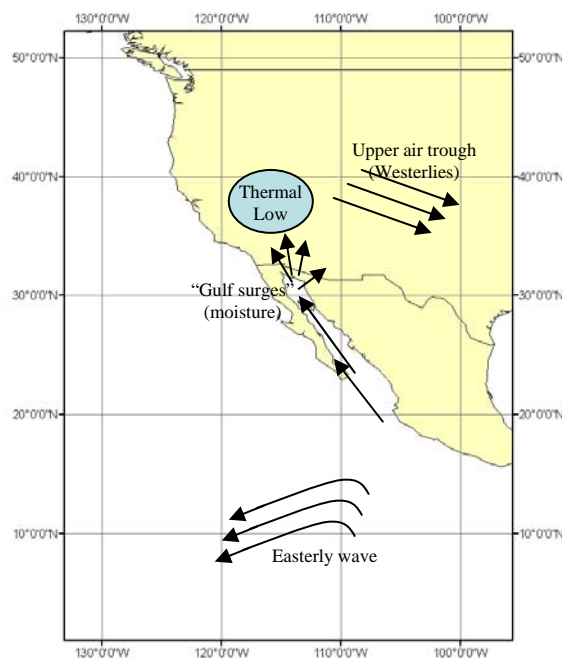 130°0'0"W 120°0'0"W 110°0'0"W 100°0'0"W
50°0'0"N 50°0'0"N
Upper air trough
(Westerlies)
40°0'0"N 40°0'0"N
Thermal
Low
"Gulf surges"
(moisture)
30°0'0"N 30°0'0"N
20°0'0"N 20°0'0"N
10°0'0"N 10°0'0"N
Easterly wave
130°0'0"W 120°0'0"W 110°0'0"W 100°0'0"W